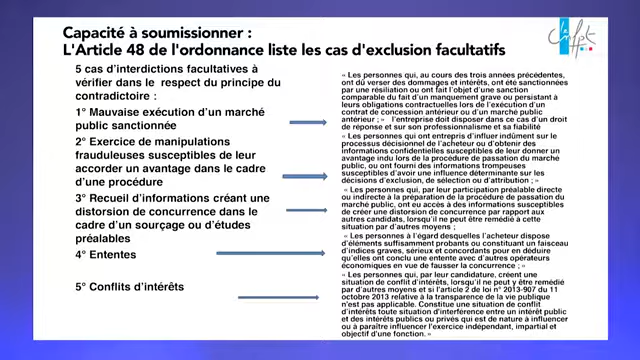 Capacité à soumissionner :
L'Article 48 de l'ordonnance liste les cas d'exclusion facultatifs
cnfpt
5 cas d'interdictions facultatives à
vérifier dans le respect du principe du
contradictoire :
1° Mauvaise exécution d'un marché
public sanctionnée
2° Exercice de manipulations
frauduleuses susceptibles de leur
accorder un avantage dans le cadre
d'une procédure
3° Recueil d'informations créant une
distorsion de concurrence dans le
cadre d'un sourçage ou d'études
préalables
4° Ententes
5° Conflits d'intérêts
« Les personnes qui, au cours des trois années précédentes,
ont dû verser des dommages et intérêts, ont été sanctionnées
par une résiliation ou ont fait l'objet d'une sanction
comparable du fait d'un manquement grave ou persistant à
leurs obligations contractuelles lors de l'exécution d'un
contrat de concession antérieur ou d'un marché public
antérieur ; » l'entreprise doit disposer dans ce cas d'un droit
de réponse et sur son professionnalisme et sa fiabilité
« Les personnes qui ont entrepris d'influer indûment sur le
processus décisionnel de l'acheteur ou d'obtenir des
informations confidentielles susceptibles de leur donner un
avantage indu lors de la procédure de passation du marché
public, ou ont fourni des informations trompeuses
susceptibles d'avoir une influence déterminante sur les
décisions d'exclusion, de sélection ou d'attribution ; »
« Les personnes qui, par leur participation préalable directe
ou indirecte à la préparation de la procédure de passation du
marché public, ont eu accès à des informations susceptibles
de créer une distorsion de concurrence par rapport aux
autres candidats, lorsqu'il ne peut être remédié à cette
situation par d'autres moyens ;
« Les personnes à l'égard desquelles l'acheteur dispose
d'éléments suffisamment probants ou constituant un faisceau
d'indices graves, sérieux et concordants pour en déduire
qu'elles ont conclu une entente avec d'autres opérateurs
économiques en vue de fausser la concurrence ; »
« Les personnes qui, par leur candidature, créent une
situation de conflit d'intérêts, lorsqu'il ne peut y être remédié
par d'autres moyens et si l'article 2 de loi n° 2013-907 du 11
octobre 2013 relative à la transparence de la vie publique
n'est pas applicable. Constitue une situation de conflit
d'intérêts toute situation d'interférence entre un intérêt public
et des intérêts publics ou privés qui est de nature à influencer
ou à paraître influencer l'exercice indépendant, impartial et
objectif d'une fonction. »